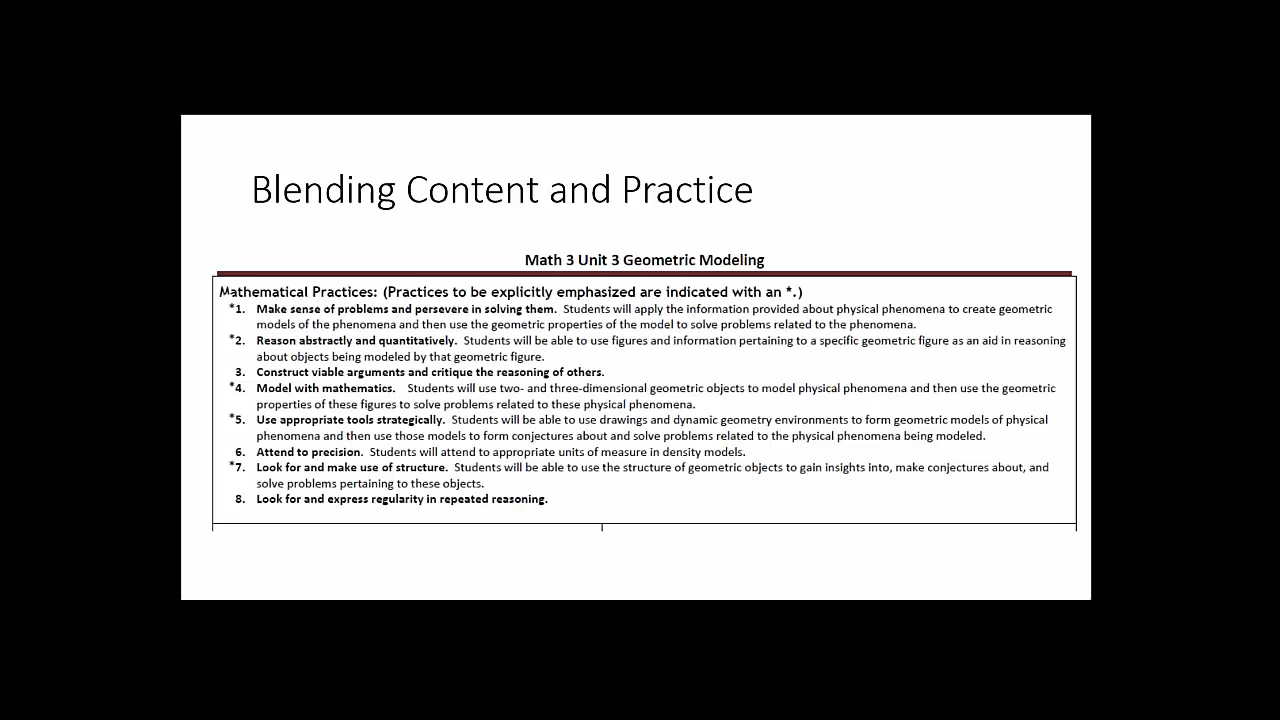 Blending Content and Practice
Math 3 Unit 3 Geometric Modeling
Mathematical Practices: (Practices to be explicitly emphasized are indicated with an *.)
*1. Make sense of problems and persevere in solving them. Students will apply the information provided about physical phenomena to create geometric
models of the phenomena and then use the geometric properties of the model to solve problems related to the phenomena.
*2. Reason abstractly and quantitatively. Students will be able to use figures and information pertaining to a specific geometric figure as an aid in reasoning
about objects being modeled by that geometric figure.
3. Construct viable arguments and critique the reasoning of others.
*4. Model with mathematics. Students will use two- and three-dimensional geometric objects to model physical phenomena and then use the geometric
properties of these figures to solve problems related to these physical phenomena.
*5. Use appropriate tools strategically. Students will be able to use drawings and dynamic geometry environments to form geometric models of physical
phenomena and then use those models to form conjectures about and solve problems related to the physical phenomena being modeled.
6. Attend to precision. Students will attend to appropriate units of measure in density models.
*7. Look for and make use of structure. Students will be able to use the structure of geometric objects to gain insights into, make conjectures about, and
solve problems pertaining to these objects.
8. Look for and express regularity in repeated reasoning.